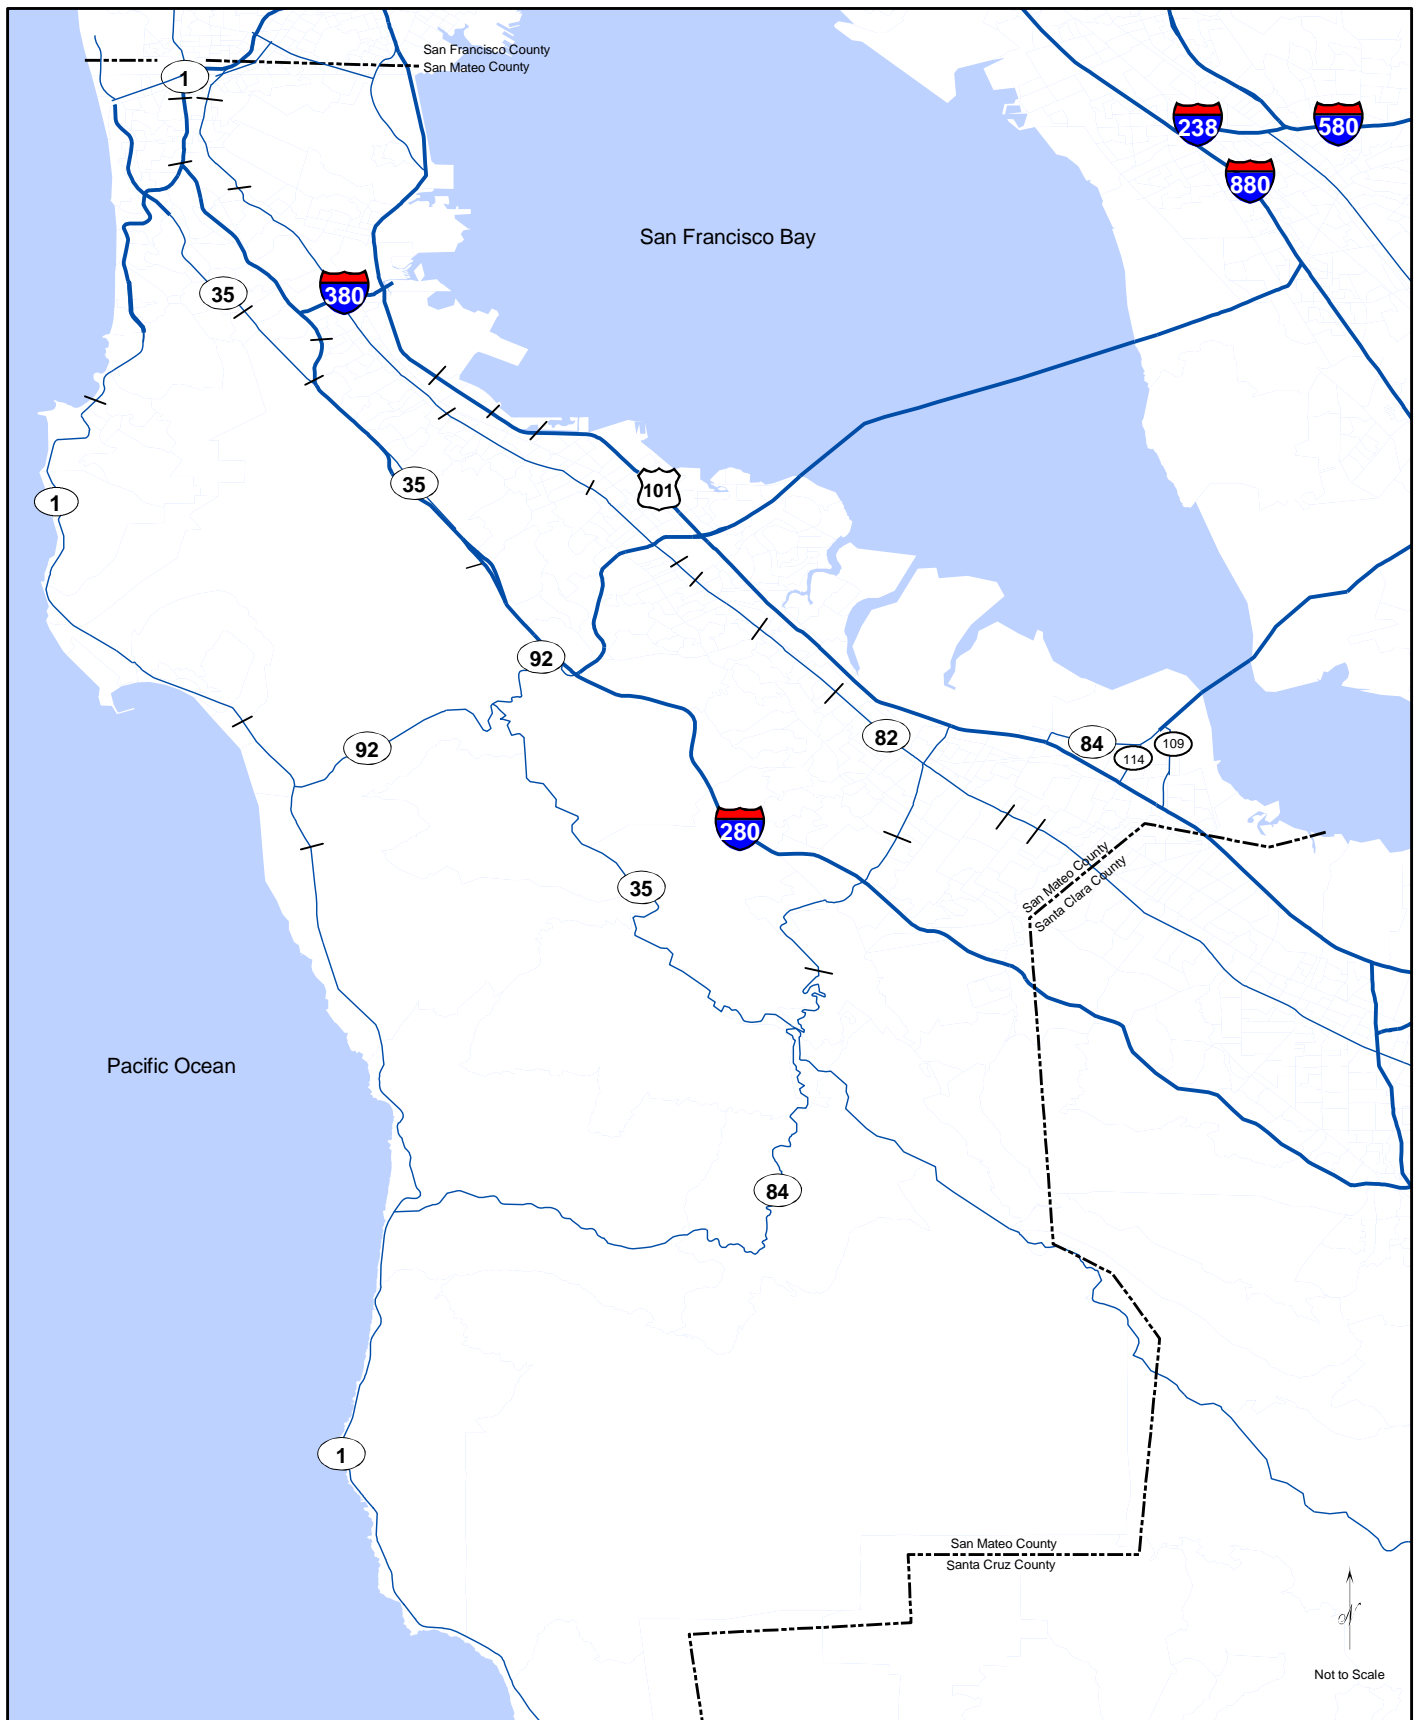 San Francisco County
San Mateo County
1
238
580
880
San Francisco Bay
35
380
35
101
1
92
92
82
84
109
114
280
San Mateo County
Santa Clara County
35
Pacific Ocean
84
1
San Mateo County
Santa Cruz County
N
Not to Scale